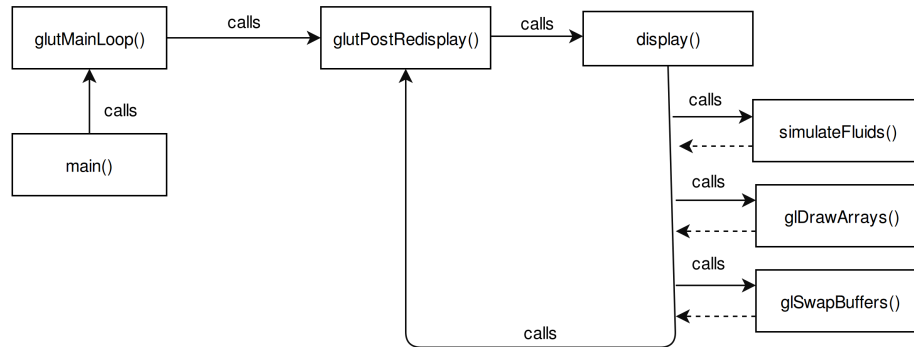 calls
calls
glutMainLoop()
glutPostRedisplay()
display()
calls
calls
main()
simulateFluids()
calls
glDrawArrays()
calls
glSwapBuffers()
calls